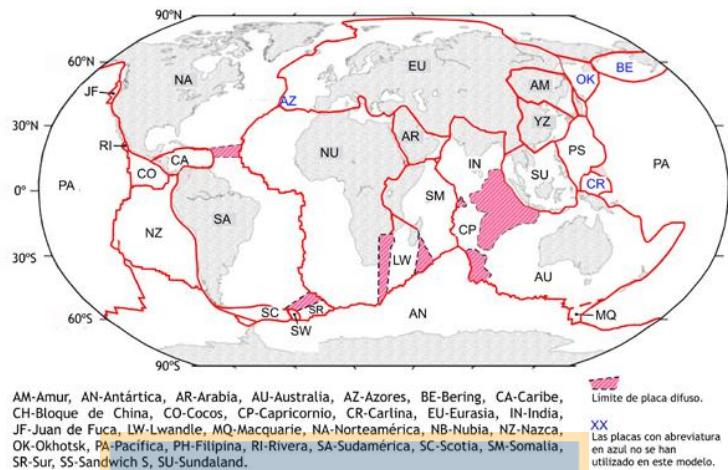 90ºN
60ºN
30ºN
0º
30ºS
60ºS
90ºS
NA
EU
OK
BE
JF
AZ
AM
YZ
AR
RI
NU
IN
PS
CA
CO
PA
SU
CR
PA
SM
SA
NZ
CP
LW
AU
SC
SR
SW
AN
MQ
AM-Amur, AN-Antártica, AR-Arabia, AU-Australia, AZ-Azores, BE-Bering, CA-Caribe,
CH-Bloque de China, CO-Cocos, CP-Capricornio, CR-Carlina, EU-Eurasia, IN-India,
JF-Juan de Fuca, LW-Lwandle, MQ-Macquarie, NA-Norteamérica, NB-Nubia, NZ-Nazca,
OK-Okhotsk, PA-Pacífica, PH-Filipina, RI-Rivera, SA-Sudamérica, SC-Scotia, SM-Somalia,
SR-Sur, SS-Sandwich S, SU-Sundaland.
Límite de placa difuso.
XX
Las placas con abreviatura
en azul no se han
utilizado en este modelo.